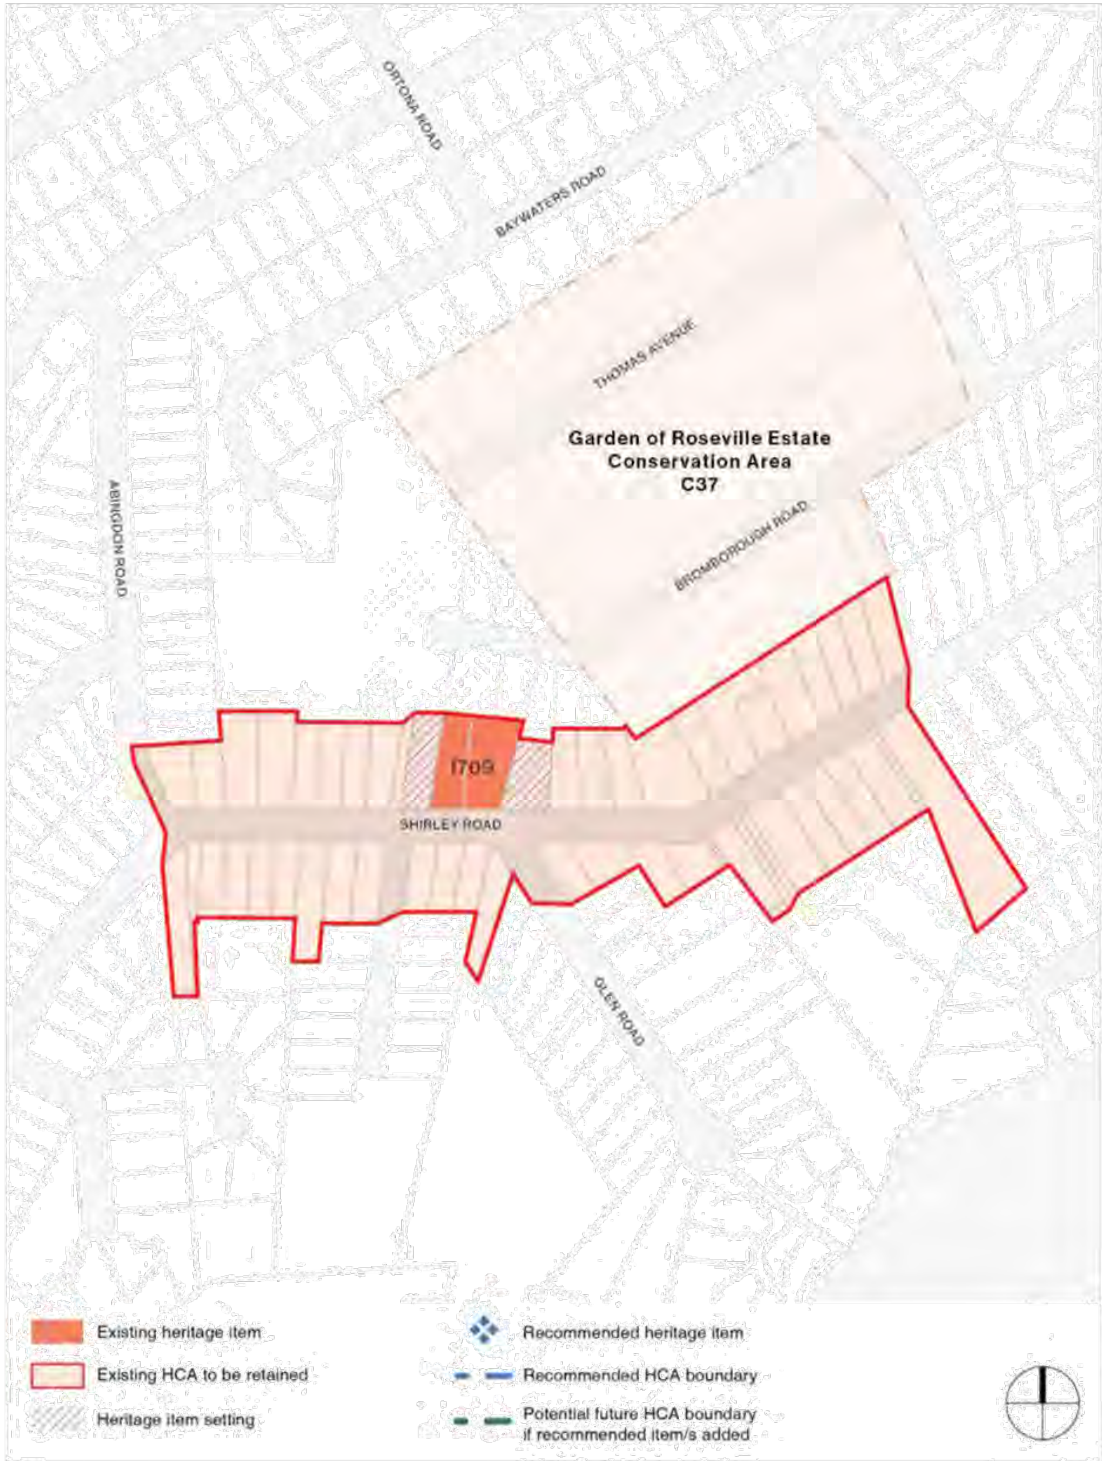 ORTONA ROAD
BAYWATERS ROAD
THOMAS AVENUE
Garden of Roseville Estate
Conservation Area
C37
ABINGDON ROAD
BROMBOROUGH ROAD
I709
SHIRLEY ROAD
GLEN ROAD
Existing heritage item
Existing HCA to be retained
Heritage item setting
Recommended heritage item
Recommended HCA boundary
Potential future HCA boundary
if recommended item/s added